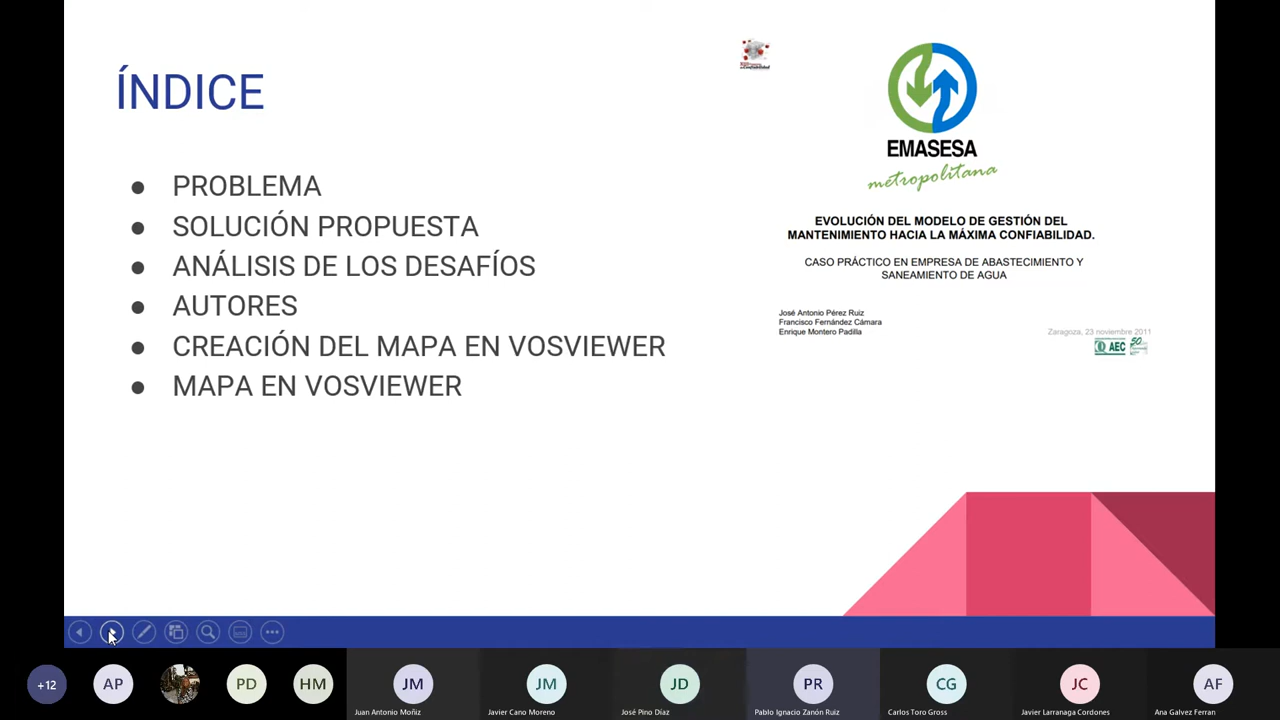 ÍNDICE
PROBLEMA
SOLUCIÓN PROPUESTA
ANÁLISIS DE LOS DESAFÍOS
AUTORES
CREACIÓN DEL MAPA EN VOSVIEWER
MAPA EN VOSVIEWER
EMASESA
metropolitana
EVOLUCIÓN DEL MODELO DE GESTIÓN DEL
MANTENIMIENTO HACIA LA MÁXIMA CONFIABILIDAD.
CASO PRÁCTICO EN EMPRESA DE ABASTECIMIENTO Y
SANEAMIENTO DE AGUA
José Antonio Pérez Ruiz
Francisco Fernández Cámara
Enrique Montero Padilla
Zaragoza, 23 noviembre 2011
AEC 50
+12 AP PD HM JM JM JD PR CG JC AF
Juan Antonio Moñiz Javier Cano Moreno José Pino Díaz Pablo Ignacio Zanón Ruiz Carlos Toro Gross Javier Larranaga Cordones Ana Galvez Ferran